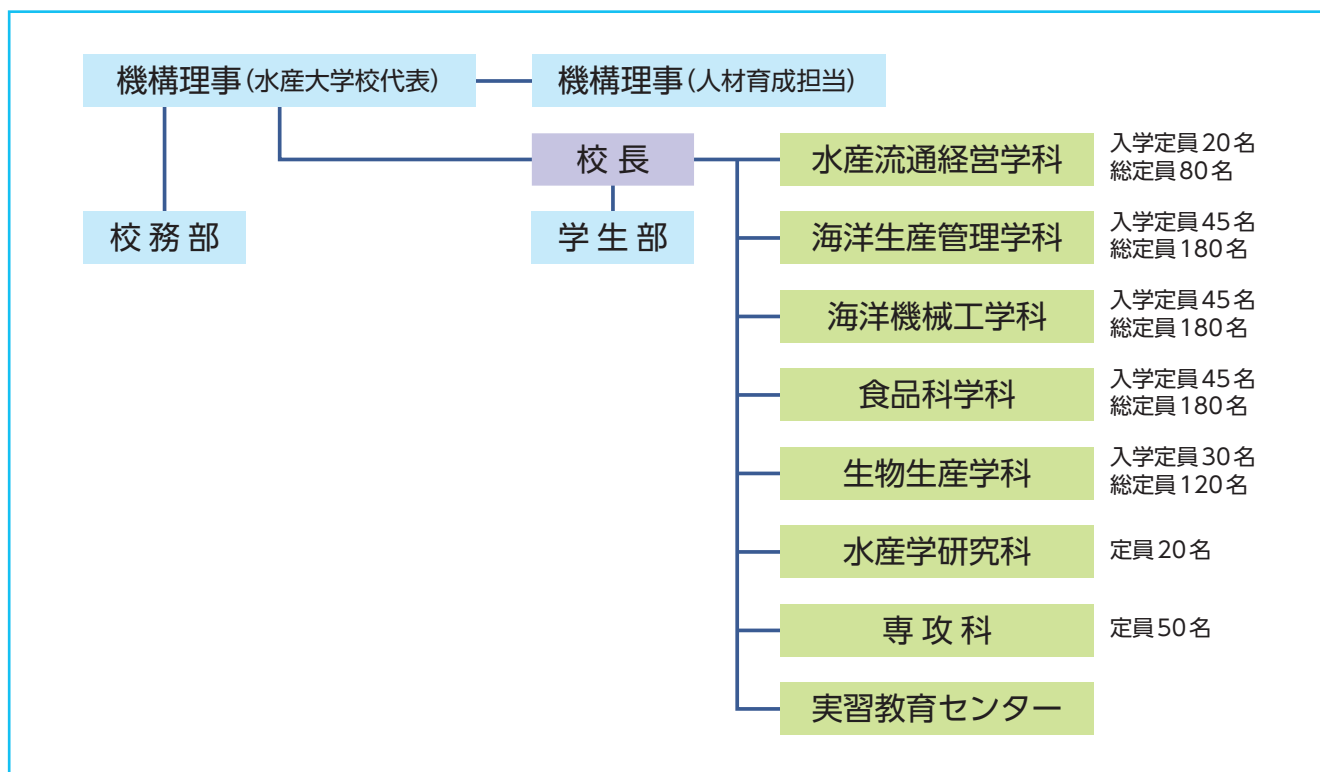 機構理事(水産大学校代表)
機構理事(人材育成担当)
校長
水産流通経営学科
入学定員20名
総定員80名
校務部
学生部
海洋生産管理学科
入学定員45名
総定員180名
海洋機械工学科
入学定員45名
総定員180名
食品科学科
入学定員45名
総定員180名
生物生産学科
入学定員30名
総定員120名
水産学研究科
定員20名
専攻科
定員50名
実習教育センター